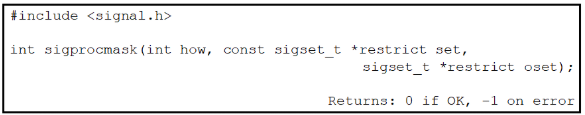 #include <signal.h>
int sigprocmask(int how, const sigset_t *restrict set,
sigset_t *restrict oset);
Returns: 0 if OK, -1 on error